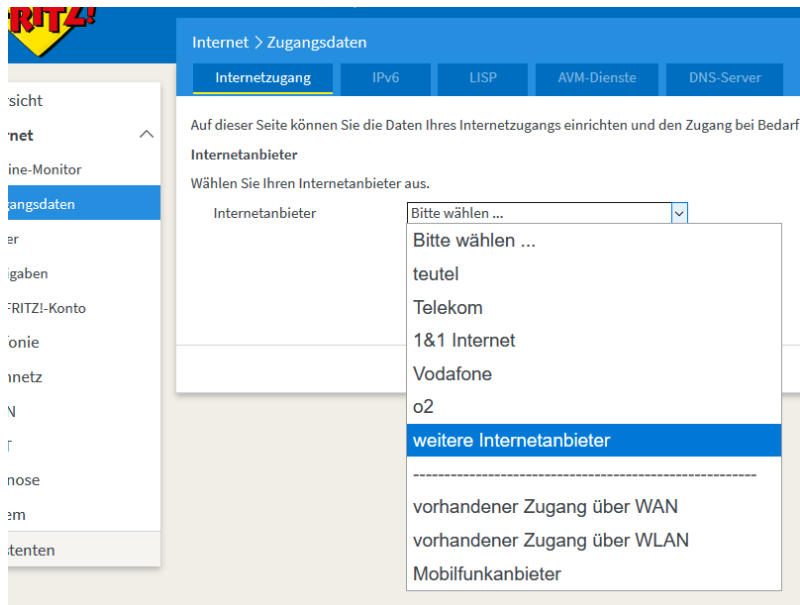 FRITZ!
Internet > Zugangsdaten
Internetzugang IPv6 LISP AVM-Dienste DNS-Server
Auf dieser Seite können Sie die Daten Ihres Internetzugangs einrichten und den Zugang bei Bedarf
Internetanbieter
Wählen Sie Ihren Internetanbieter aus.
Internetanbieter Bitte wählen ...
Bitte wählen ...
teutel
Telekom
1&1 Internet
Vodafone
o2
weitere Internetanbieter
-------------------------------------------------------
vorhandener Zugang über WAN
vorhandener Zugang über WLAN
Mobilfunkanbieter
rsicht
rnet
ine-Monitor
gangsdaten
er
igaben
FRITZ!-Konto
fonie
nnetz
N
T
nose
em
stenten